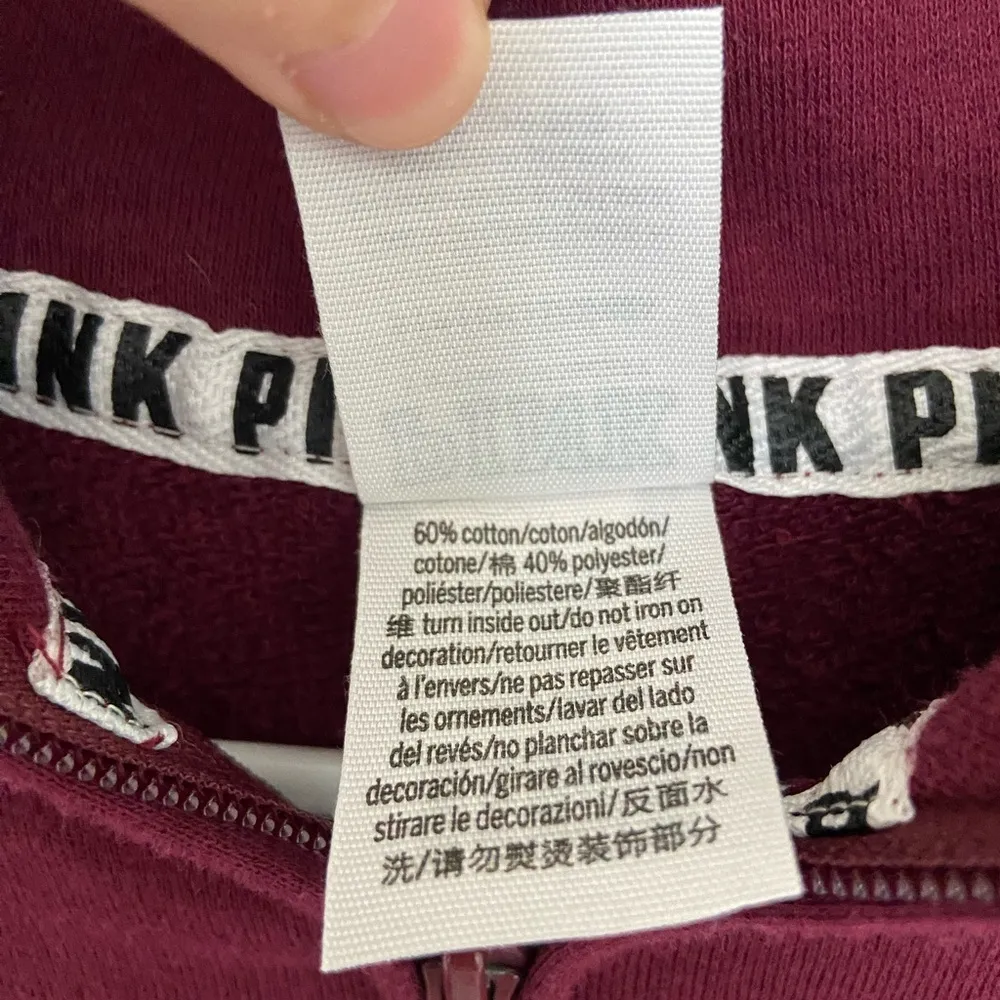 INK PI
NK PI
60% cotton/coton/algodón/
cotone/棉 40% polyester/
poliéster/poliestere/聚酯纤
维 turn inside out/do not iron on
decoration/retourner le vêtement
à l'envers/ne pas repasser sur
les ornements/lavar del lado
del revés/no planchar sobre la
decoración/girare al rovescio/non
stirare le decorazioni/反面水
洗/请勿熨烫装饰部分